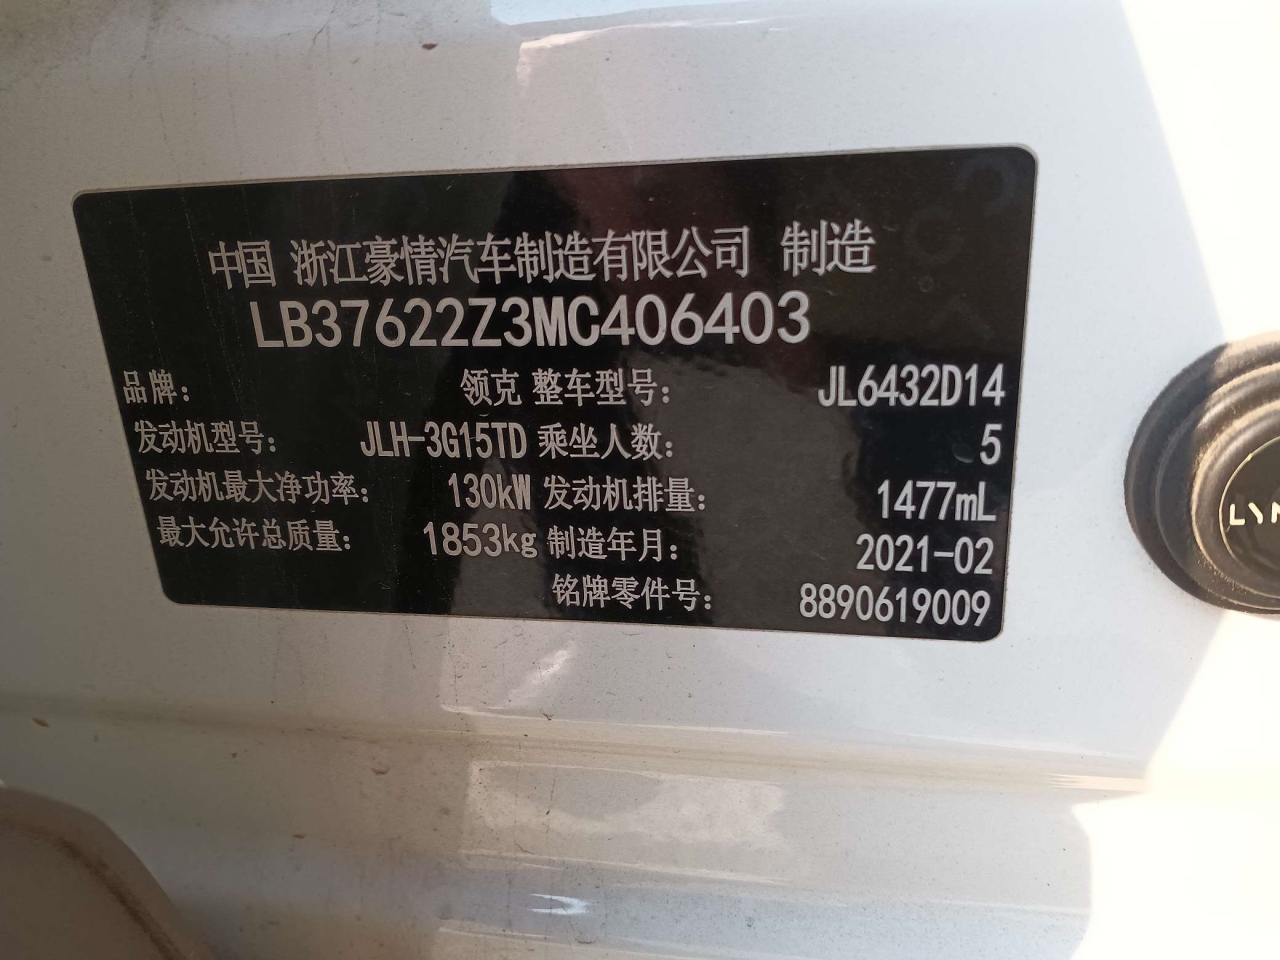 中国 浙江豪情汽车制造有限公司 制造
LB37622Z3MC406403
品牌： 领克 整车型号： JL6432D14
发动机型号： JLH-3G15TD 乘坐人数： 5
发动机最大净功率： 130kW 发动机排量： 1477mL
最大允许总质量： 1853kg 制造年月： 2021-02
铭牌零件号： 8890619009